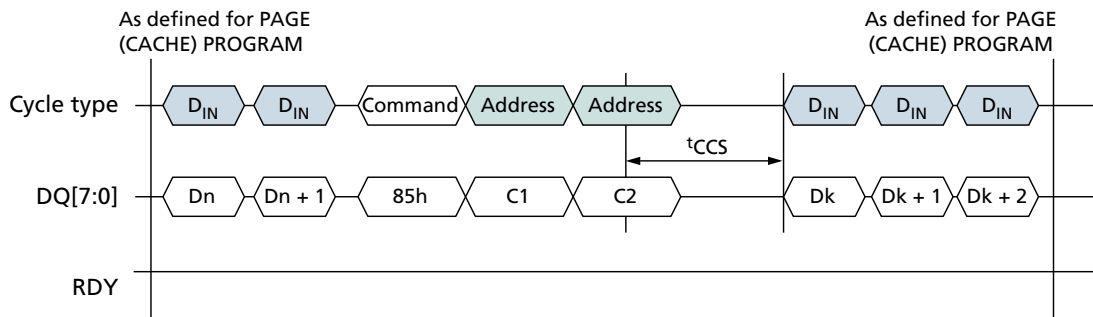 As defined for PAGE
(CACHE) PROGRAM
As defined for PAGE
(CACHE) PROGRAM
Cycle type
DIN DIN Command Address Address DIN DIN DIN
tCCS
DQ[7:0] Dn Dn + 1 85h C1 C2 Dk Dk + 1 Dk + 2
RDY